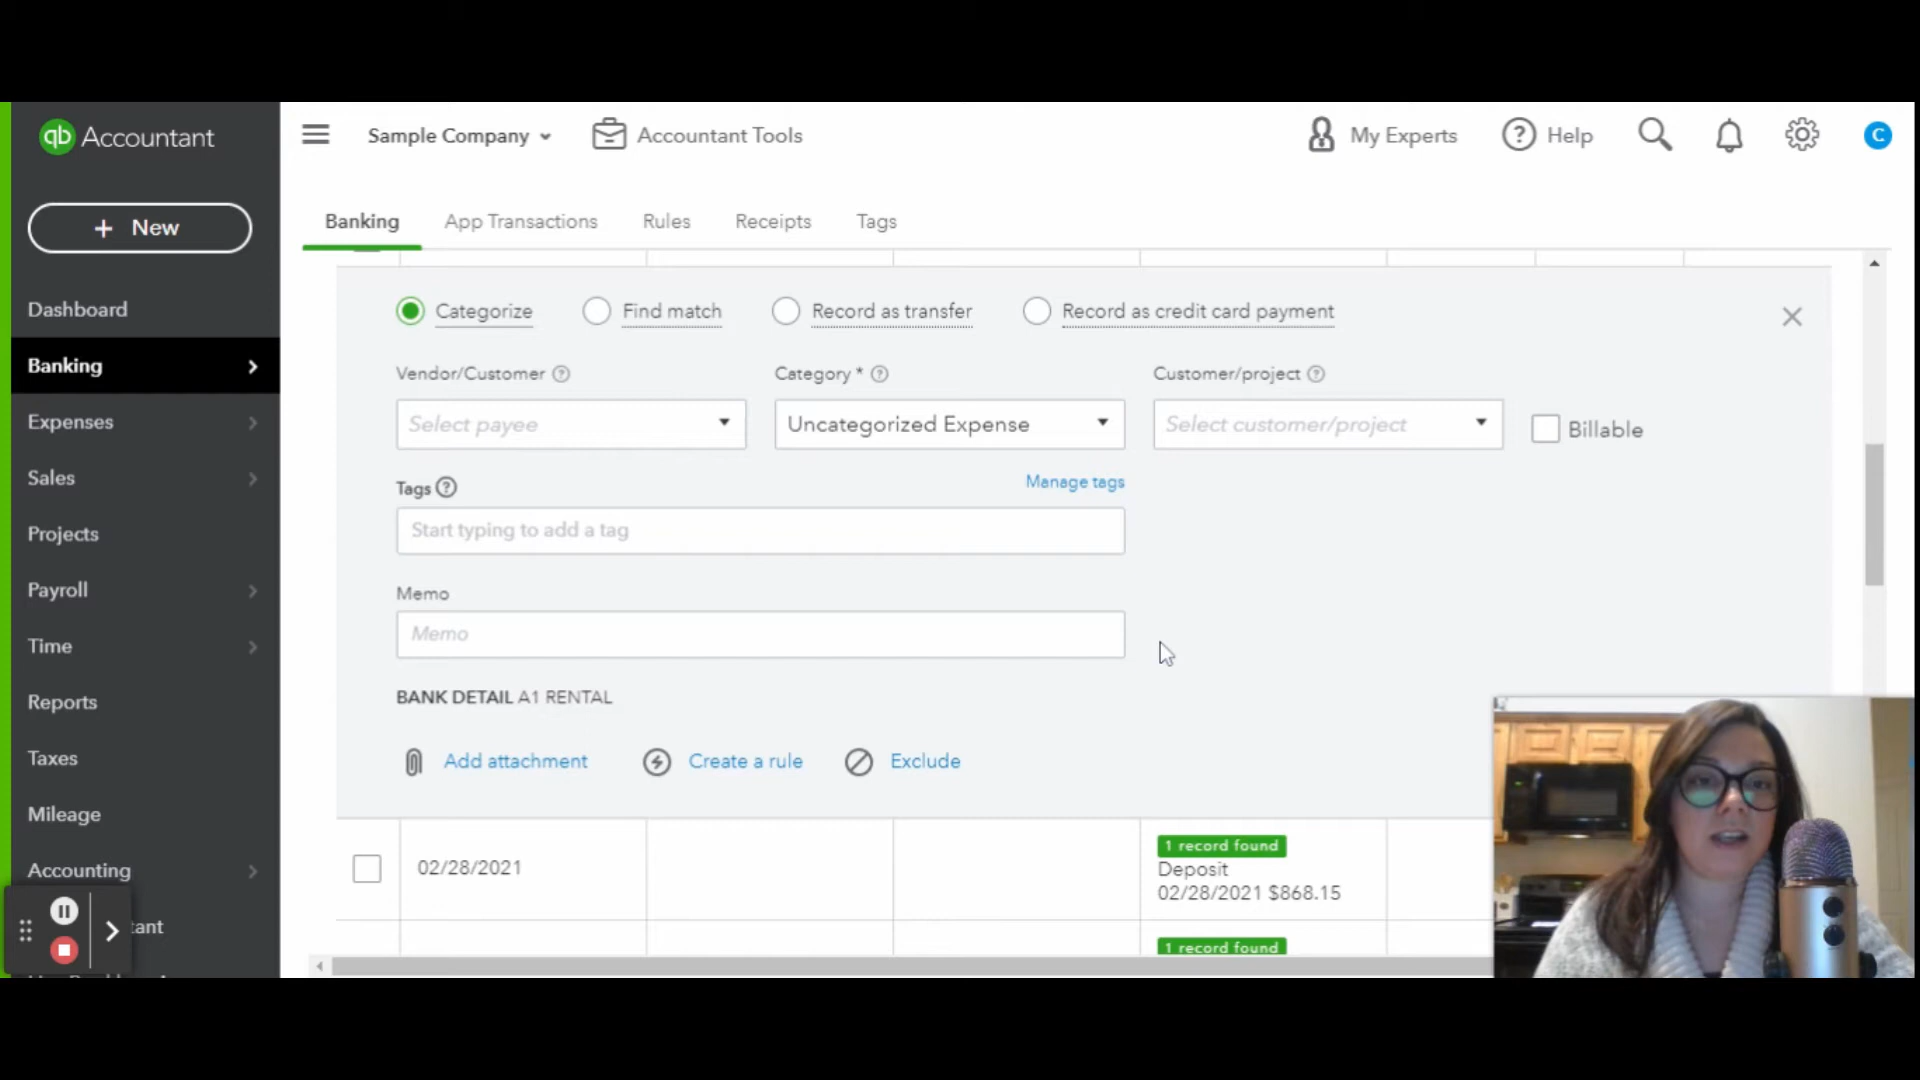 qb Accountant
Sample Company
Accountant Tools
My Experts
Help
C
+ New
Banking
App Transactions
Rules
Receipts
Tags
Dashboard
Banking
Expenses
Sales
Projects
Payroll
Time
Reports
Taxes
Mileage
Accounting
tant
Categorize
Find match
Record as transfer
Record as credit card payment
Vendor/Customer ?
Category * ?
Customer/project ?
Select payee
Uncategorized Expense
Select customer/project
Billable
Tags ?
Manage tags
Start typing to add a tag
Memo
Memo
BANK DETAIL A1 RENTAL
Add attachment
Create a rule
Exclude
02/28/2021
1 record found
Deposit
02/28/2021 $868.15
1 record found